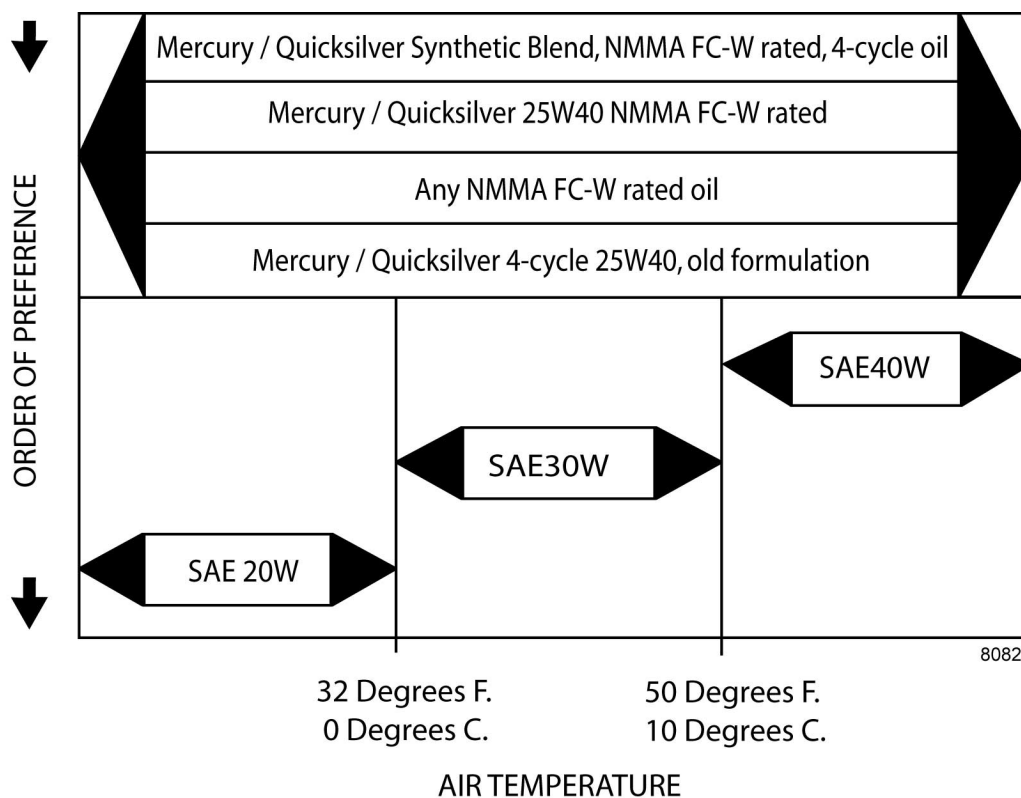 ORDER OF PREFERENCE
Mercury / Quicksilver Synthetic Blend, NMMA FC-W rated, 4-cycle oil
Mercury / Quicksilver 25W40 NMMA FC-W rated
Any NMMA FC-W rated oil
Mercury / Quicksilver 4-cycle 25W40, old formulation
SAE40W
SAE30W
SAE 20W
8082
32 Degrees F.
0 Degrees C.
50 Degrees F.
10 Degrees C.
AIR TEMPERATURE